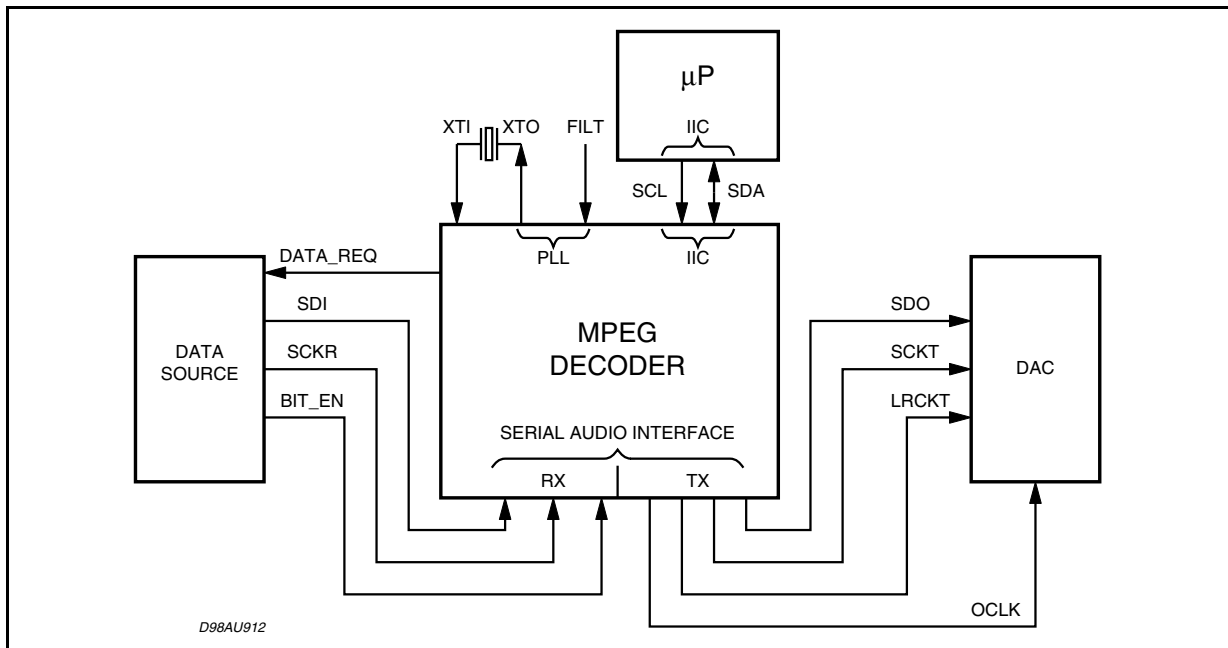 µP
XTI XTO FILT IIC
SCL SDA
DATA_REQ PLL IIC
SDI SDO
MPEG
DECODER
DATA
SOURCE
SCKR SCKT
DAC
BIT_EN LRCKT
SERIAL AUDIO INTERFACE
RX TX
OCLK
D98AU912